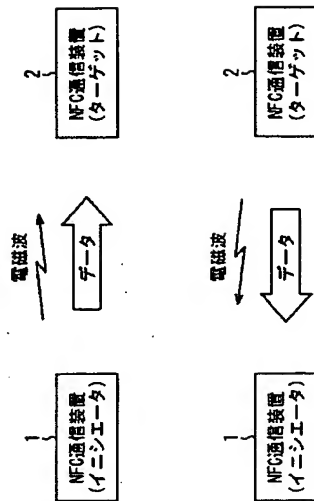 1
NFC通信装置
(イニシエータ)
電磁波
データ
2
NFC通信装置
(ターゲット)
1
NFC通信装置
(イニシエータ)
電磁波
データ
2
NFC通信装置
(ターゲット)